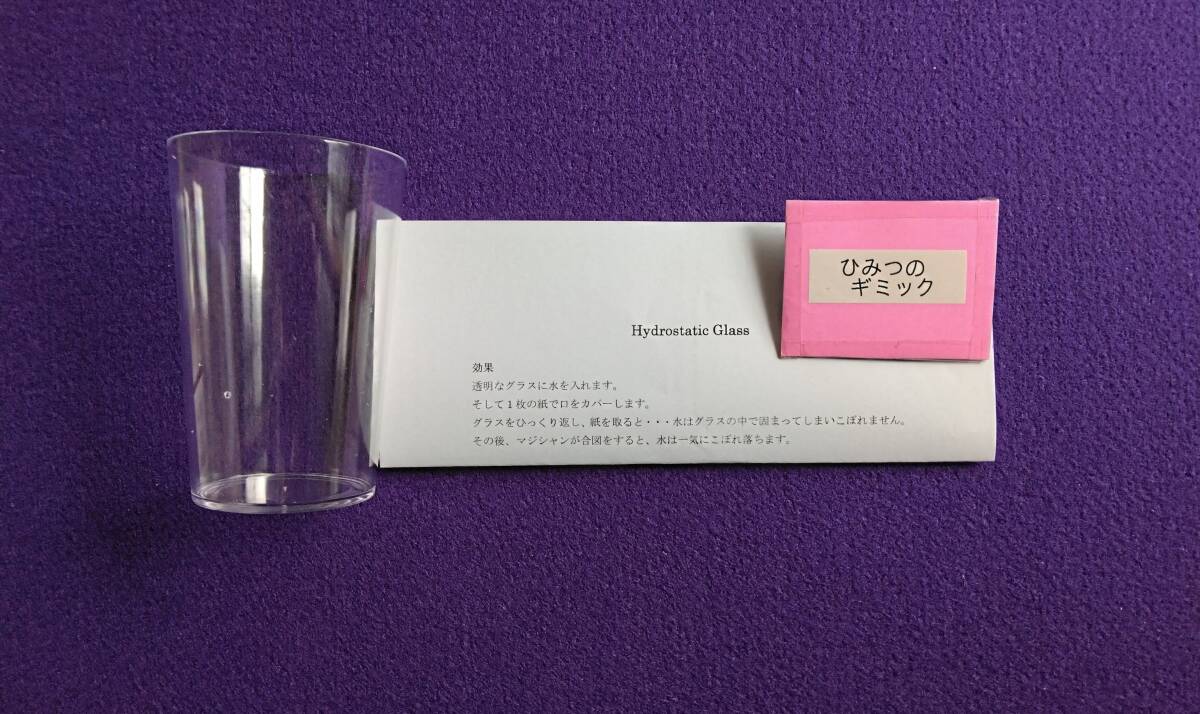 ひみつの
ギミック
Hydrostatic Glass
効果
透明なグラスに水を入れます。
そして１枚の紙で口をカバーします。
グラスをひっくり返し、紙を取ると・・・水はグラスの中で固まってしまいこぼれません。
その後、マジシャンが合図をすると、水は一気にこぼれ落ちます。